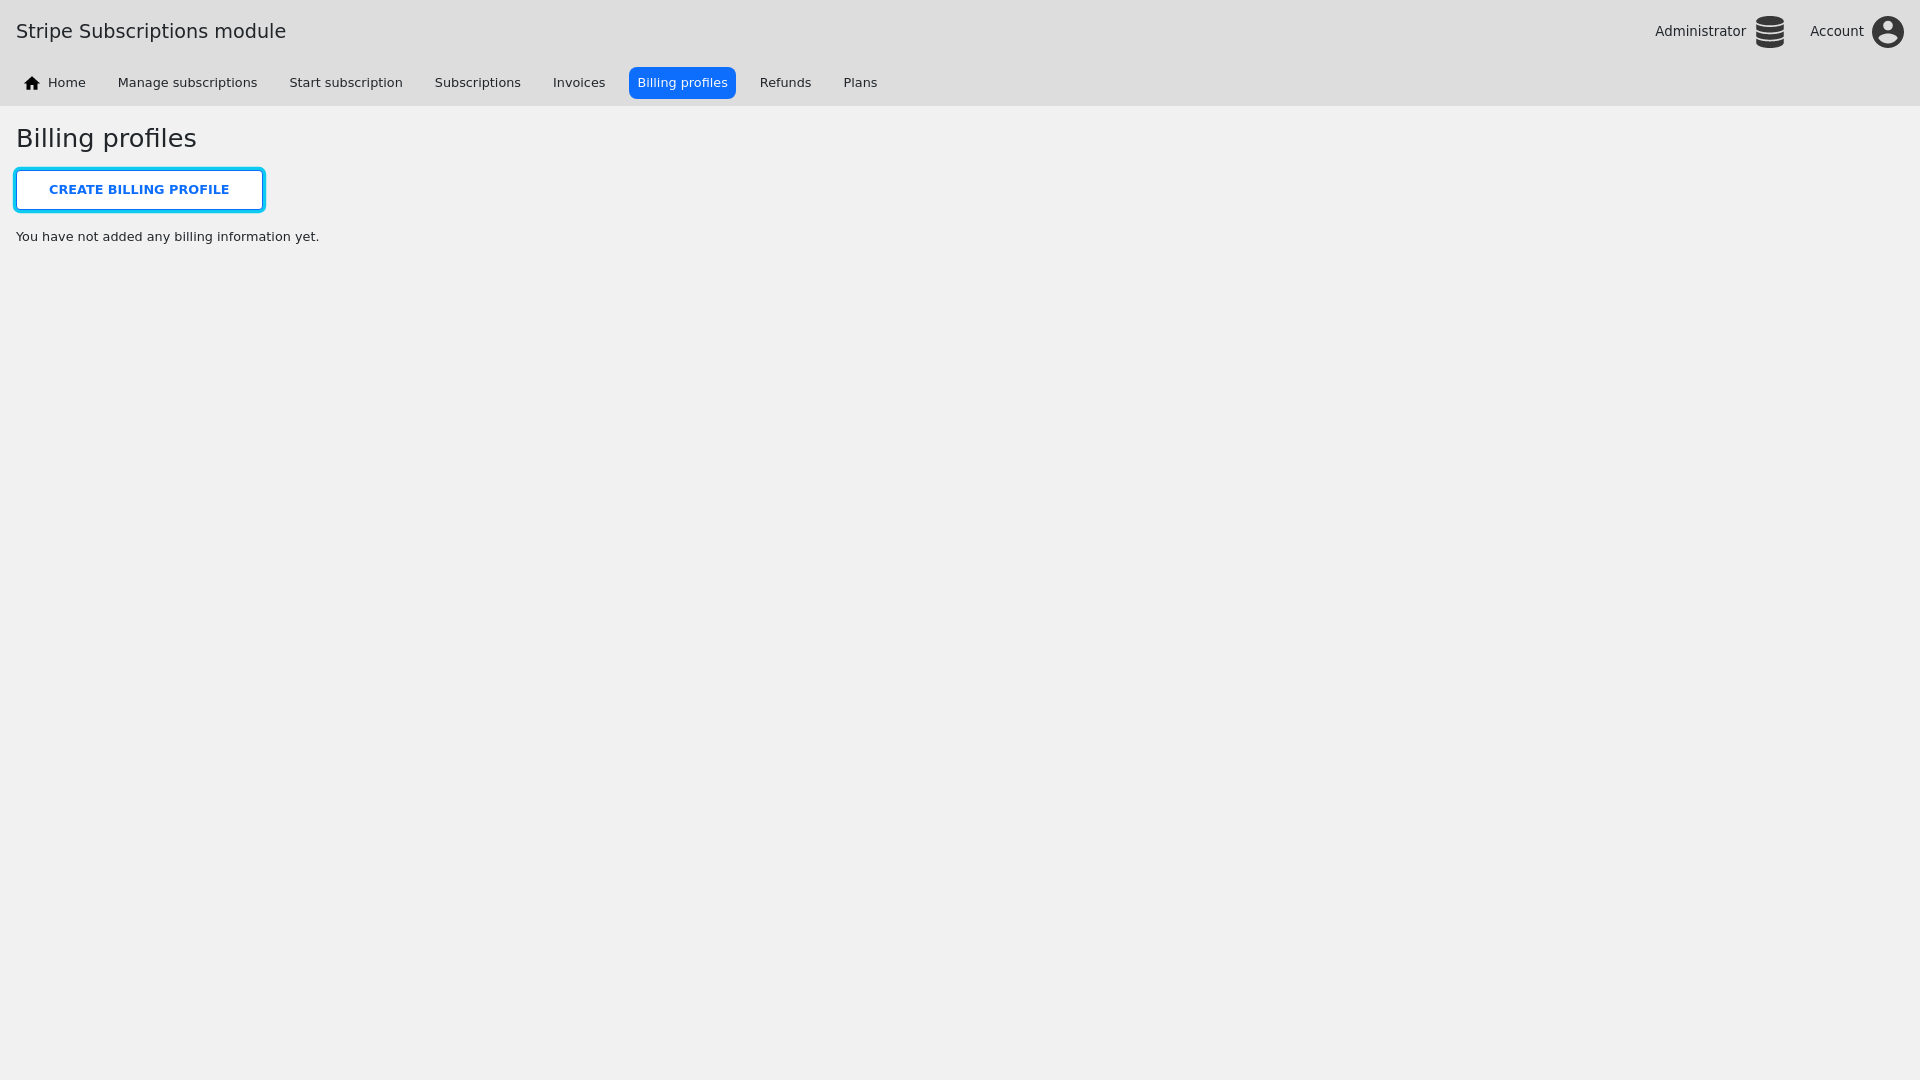 Stripe Subscriptions module
Administrator
Account
Home
Manage subscriptions
Start subscription
Subscriptions
Invoices
Billing profiles
Refunds
Plans
Billing profiles
CREATE BILLING PROFILE
You have not added any billing information yet.